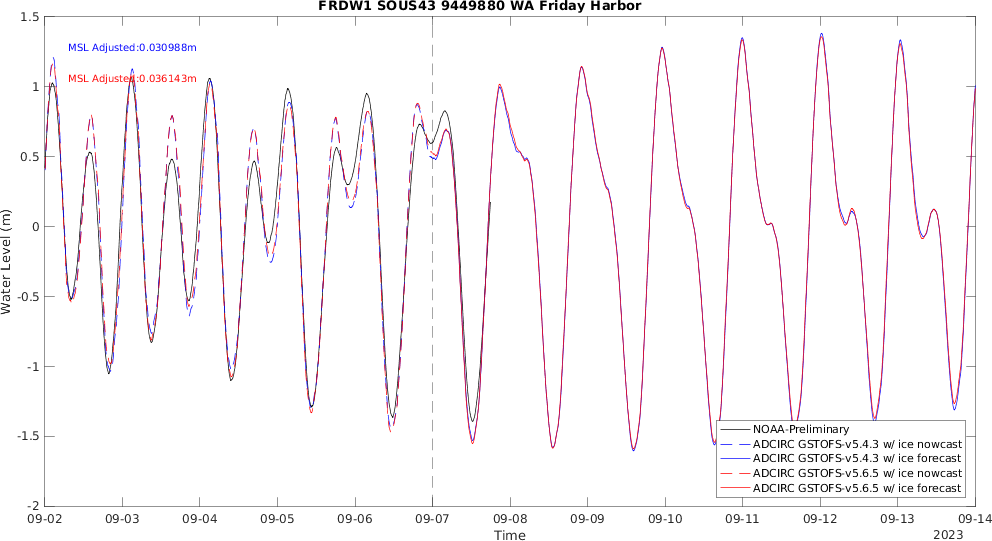 FRDW1 SOUS43 9449880 WA Friday Harbor
MSL Adjusted:0.030988m
MSL Adjusted:0.036143m
1.5
1
0.5
0
-0.5
-1
-1.5
-2
Water Level (m)
NOAA-Preliminary
ADCIRC GSTOFS-v5.4.3 w/ ice nowcast
ADCIRC GSTOFS-v5.4.3 w/ ice forecast
ADCIRC GSTOFS-v5.6.5 w/ ice nowcast
ADCIRC GSTOFS-v5.6.5 w/ ice forecast
09-02 09-03 09-04 09-05 09-06 09-07 09-08 09-09 09-10 09-11 09-12 09-13 09-14
Time
2023